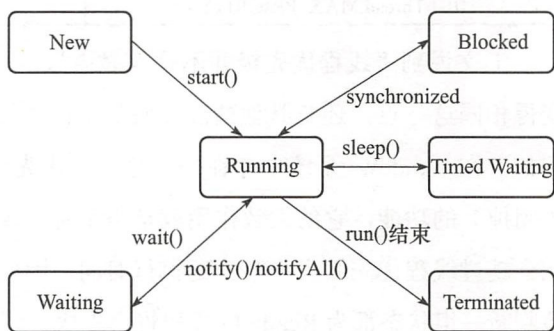 New
Blocked
start()
synchronized
Running
sleep()
Timed Waiting
wait()
run()结束
notify()/notifyAll()
Waiting
Terminated